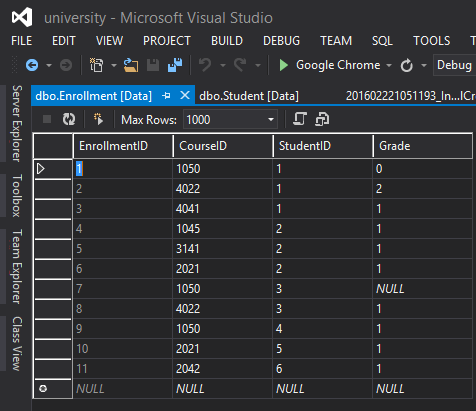 university - Microsoft Visual Studio
FILE EDIT VIEW PROJECT BUILD DEBUG TEAM SQL TOOLS
Google Chrome Debug
dbo.Enrollment [Data] dbo.Student [Data] 201602221051193_In...lCr
Max Rows: 1000
EnrollmentID CourseID StudentID Grade
1 1050 1 0
2 4022 1 2
3 4041 1 1
4 1045 2 1
5 3141 2 1
6 2021 2 1
7 1050 3 NULL
8 4022 3 1
9 1050 4 1
10 2021 5 1
11 2042 6 1
NULL NULL NULL NULL
Server Explorer
Toolbox
Team Explorer
Class View